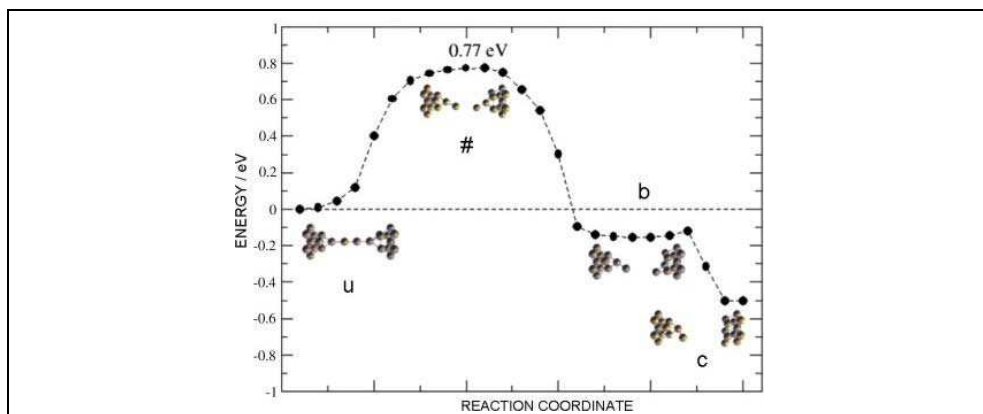 1
0.8
0.6
0.4
0.2
0
-0.2
-0.4
-0.6
-0.8
-1
ENERGY / eV
0.77 eV
#
b
u
c
REACTION COORDINATE